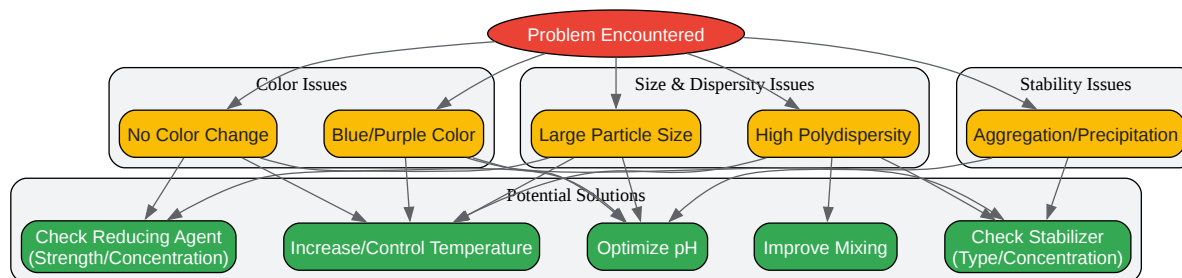 Problem Encountered
Color Issues
Size & Dispersity Issues
Stability Issues
No Color Change
Blue/Purple Color
Large Particle Size
High Polydispersity
Aggregation/Precipitation
Potential Solutions
Check Reducing Agent
(Strength/Concentration)
Increase/Control Temperature
Optimize pH
Improve Mixing
Check Stabilizer
(Type/Concentration)